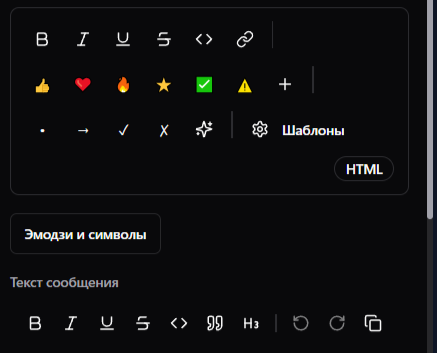 B I U S <>
• → ✓ ✗ Шаблоны
HTML
Эмодзи и символы
Текст сообщения
B I U S <> H3